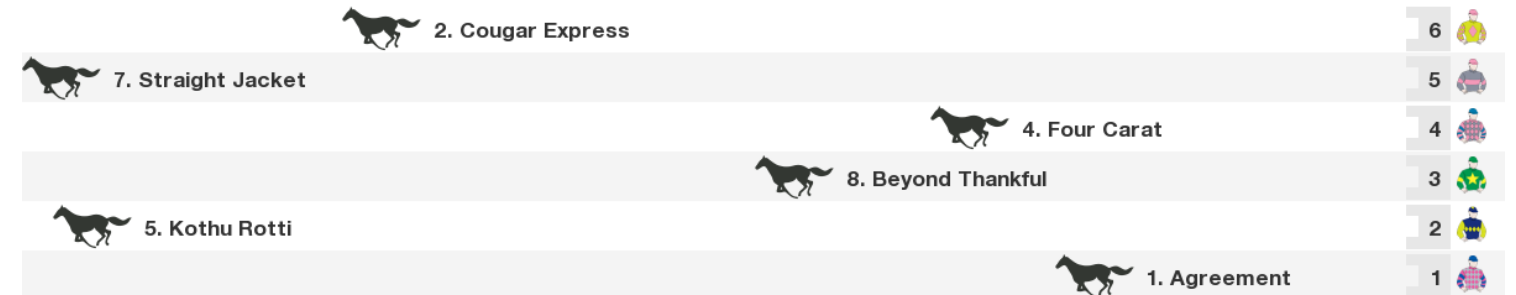 2. Cougar Express 6
7. Straight Jacket 5
4. Four Carat 4
8. Beyond Thankful 3
5. Kothu Rotti 2
1. Agreement 1